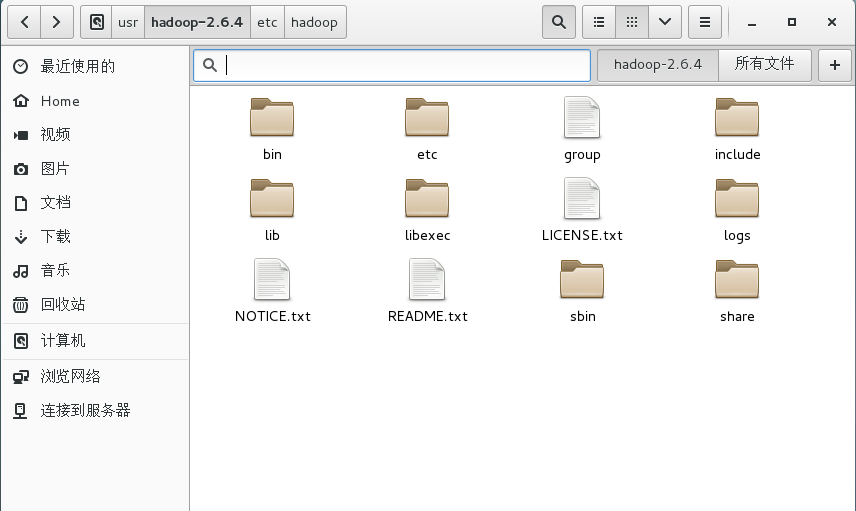 usr hadoop-2.6.4 etc hadoop
hadoop-2.6.4 所有文件
最近使用的
Home
视频
图片
文档
下载
音乐
回收站
计算机
浏览网络
连接到服务器
bin etc group include
lib libexec LICENSE.txt logs
NOTICE.txt README.txt sbin share